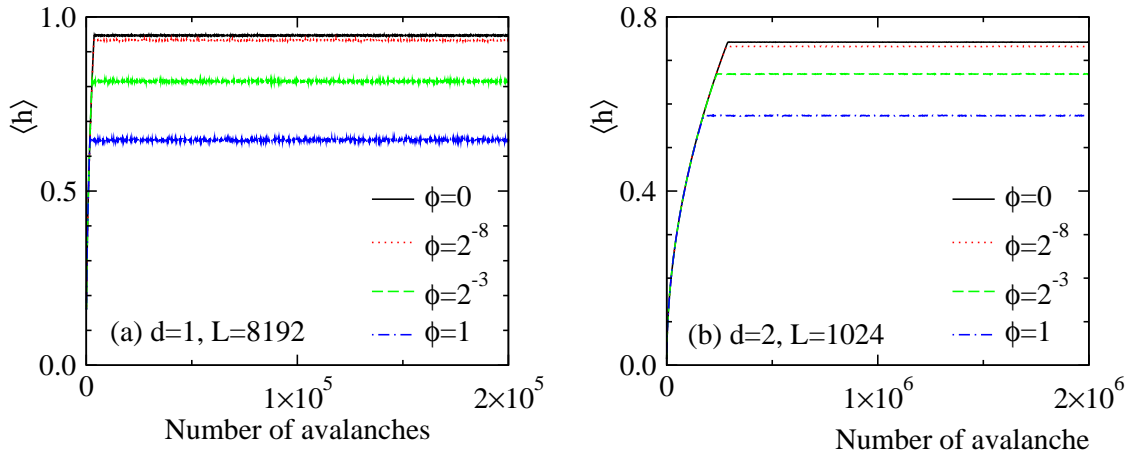 1.0
⟨h⟩
0.5
0.0
ϕ=0
ϕ=2^-8
ϕ=2^-3
ϕ=1
(a) d=1, L=8192
0
1×10^5
2×10^5
Number of avalanches
0.8
⟨h⟩
0.4
0.0
ϕ=0
ϕ=2^-8
ϕ=2^-3
ϕ=1
(b) d=2, L=1024
0
1×10^6
2×10^6
Number of avalanche